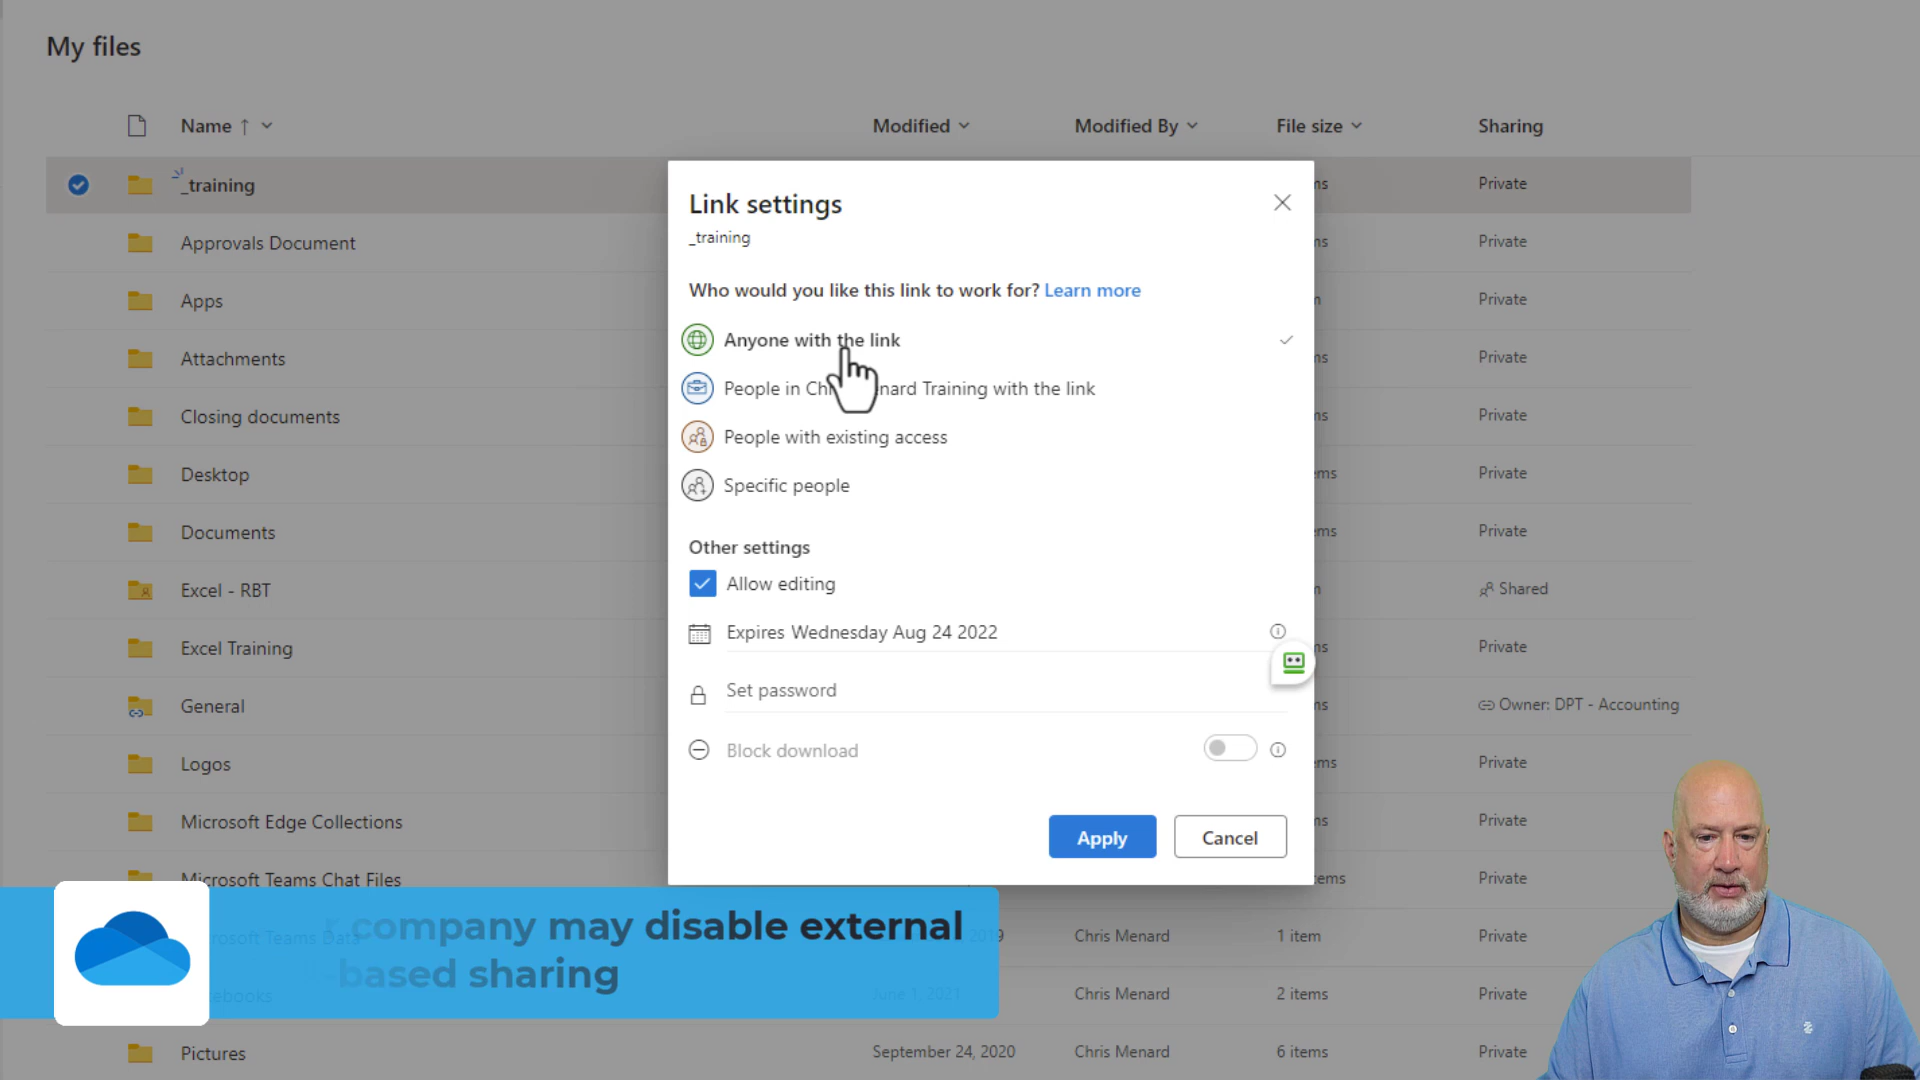 My files
Name ↑ Modified Modified By File size Sharing
_training Private
Approvals Document Private
Apps Private
Attachments Private
Closing documents Private
Desktop Private
Documents Private
Excel - RBT Shared
Excel Training Private
General Owner: DPT - Accounting
Logos Private
Microsoft Edge Collections Private
Microsoft Teams Chat Files Private
Chris Menard 1 item Private
June 1, 2021 Chris Menard 2 items Private
Pictures September 24, 2020 Chris Menard 6 items Private
Link settings
_training
Who would you like this link to work for? Learn more
Anyone with the link
People in Menard Training with the link
People with existing access
Specific people
Other settings
Allow editing
Expires Wednesday Aug 24 2022
Set password
Block download
Apply Cancel
company may disable external
-based sharing